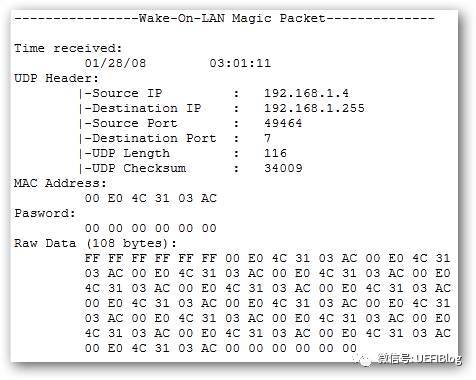 ----------------Wake-On-LAN Magic Packet--------------
Time received:
01/28/08 03:01:11
UDP Header:
|-Source IP : 192.168.1.4
|-Destination IP : 192.168.1.255
|-Source Port : 49464
|-Destination Port : 7
|-UDP Length : 116
|-UDP Checksum : 34009
MAC Address:
00 E0 4C 31 03 AC
Pasword:
00 00 00 00 00 00
Raw Data (108 bytes):
FF FF FF FF FF FF 00 E0 4C 31 03 AC 00 E0 4C 31
03 AC 00 E0 4C 31 03 AC 00 E0 4C 31 03 AC 00 E0
4C 31 03 AC 00 E0 4C 31 03 AC 00 E0 4C 31 03 AC
00 E0 4C 31 03 AC 00 E0 4C 31 03 AC 00 E0 4C 31
03 AC 00 E0 4C 31 03 AC 00 E0 4C 31 03 AC 00 E0
4C 31 03 AC 00 E0 4C 31 03 AC 00 E0 4C 31 03 AC
00 E0 4C 31 03 AC 00 00 00 00 00 00
微信号: UEFIBlog